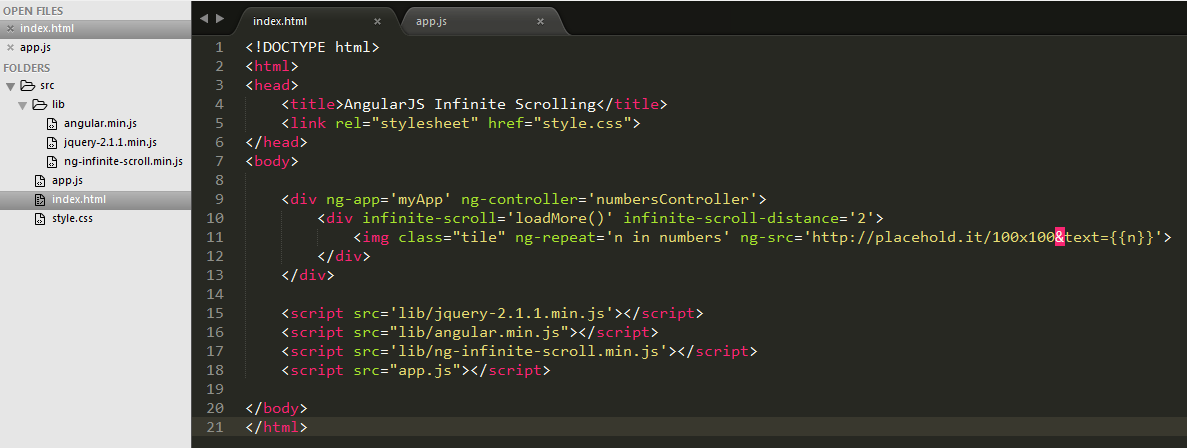 OPEN FILES
index.html
app.js
FOLDERS
src
lib
angular.min.js
jquery-2.1.1.min.js
ng-infinite-scroll.min.js
app.js
index.html
style.css
index.html
app.js
1 <!DOCTYPE html>
2 <html>
3 <head>
4     <title>AngularJS Infinite Scrolling</title>
5     <link rel="stylesheet" href="style.css">
6 </head>
7 <body>
8
9     <div ng-app='myApp' ng-controller='numbersController'>
10         <div infinite-scroll='loadMore()' infinite-scroll-distance='2'>
11             <img class="tile" ng-repeat='n in numbers' ng-src='http://placehold.it/100x100&text={{n}}'>
12         </div>
13     </div>
14
15     <script src='lib/jquery-2.1.1.min.js'></script>
16     <script src="lib/angular.min.js"></script>
17     <script src='lib/ng-infinite-scroll.min.js'></script>
18     <script src="app.js"></script>
19
20 </body>
21 </html>